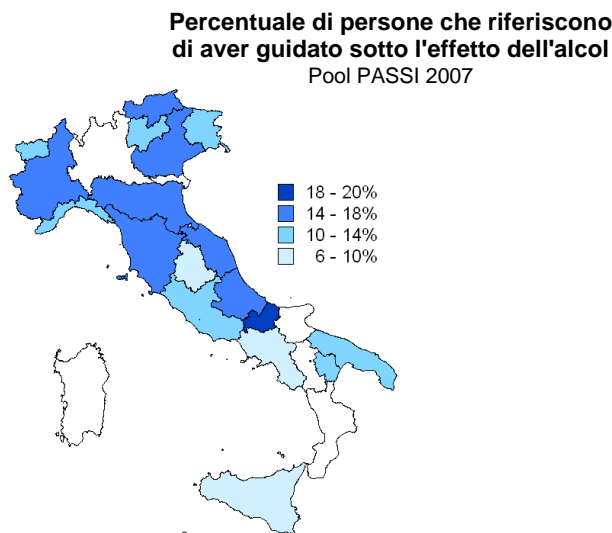 Percentuale di persone che riferiscono
di aver guidato sotto l'effetto dell'alcol
Pool PASSI 2007
18 - 20%
14 - 18%
10 - 14%
6 - 10%